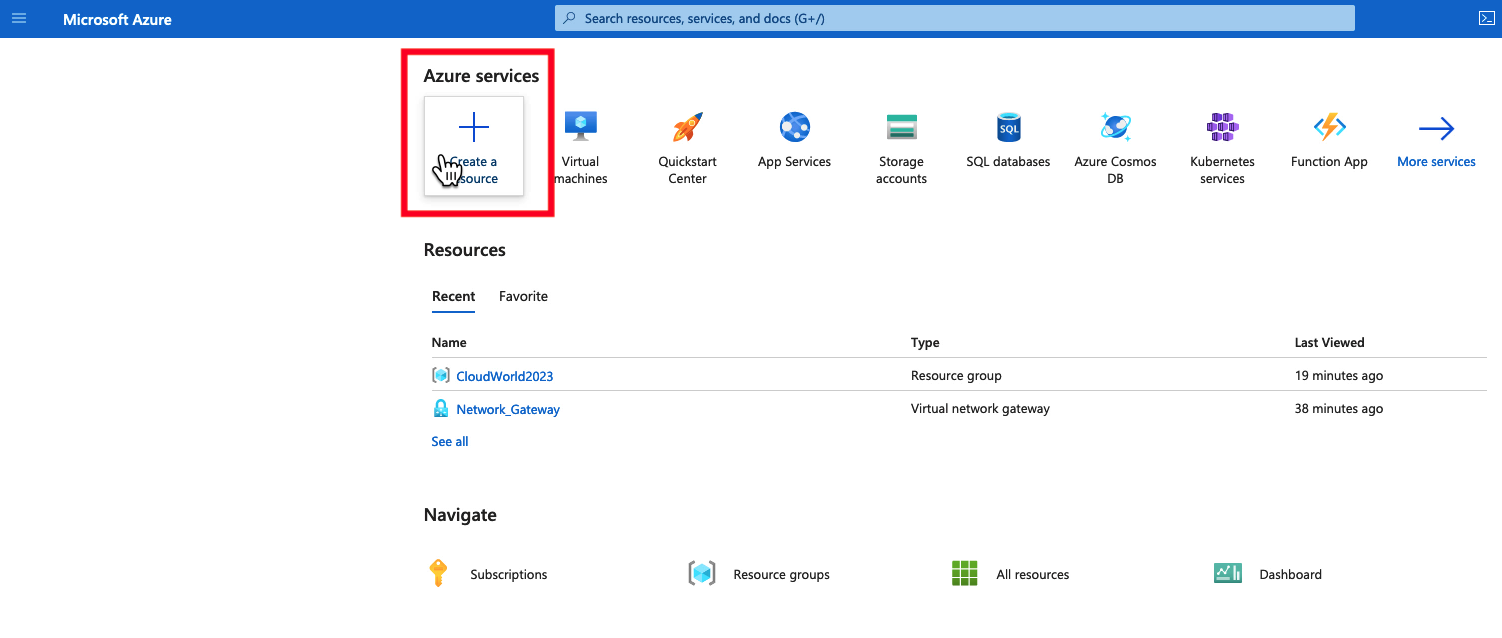 Microsoft Azure
Search resources, services, and docs (G+/)
Azure services
Create a
source
Virtual
machines
Quickstart
Center
App Services
Storage
accounts
SQL
SQL databases
Azure Cosmos
DB
Kubernetes
services
Function App
More services
Resources
Recent Favorite
Name Type Last Viewed
CloudWorld2023 Resource group 19 minutes ago
Network_Gateway Virtual network gateway 38 minutes ago
See all
Navigate
Subscriptions Resource groups All resources Dashboard